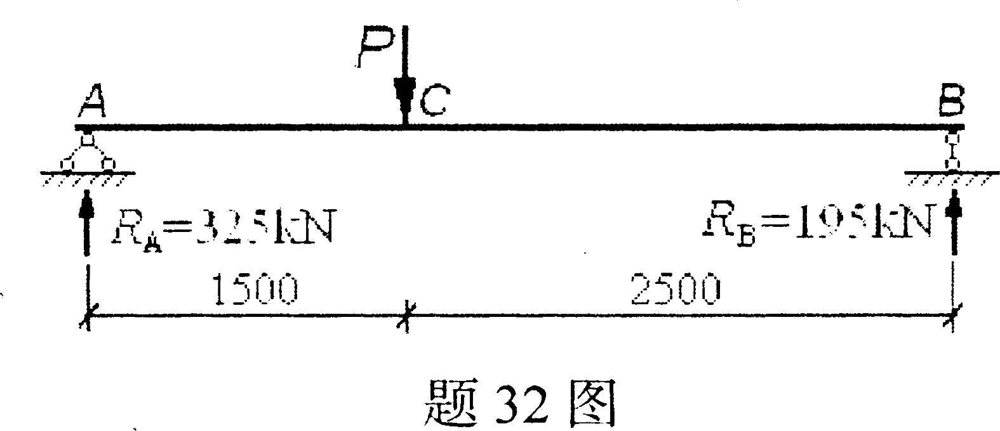 P
A C B
R_A=325kN R_B=195kN
1500 2500
题 32 图